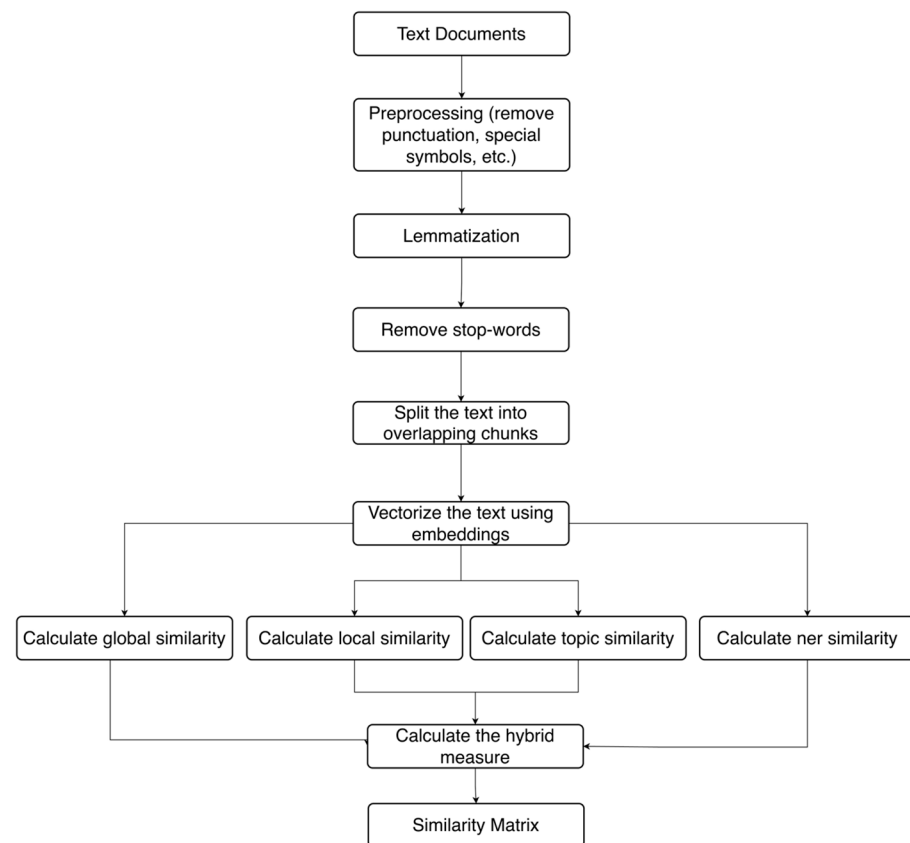 Text Documents
Preprocessing (remove
punctuation, special
symbols, etc.)
Lemmatization
Remove stop-words
Split the text into
overlapping chunks
Vectorize the text using
embeddings
Calculate global similarity
Calculate local similarity
Calculate topic similarity
Calculate ner similarity
Calculate the hybrid
measure
Similarity Matrix